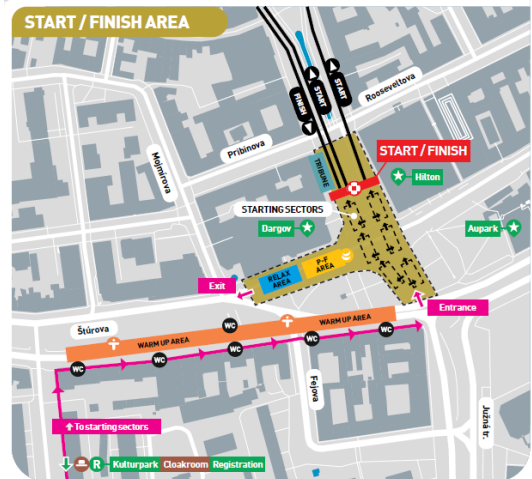 START / FINISH AREA
FINISH
START
START
Rooseveltova
Pribinova
Mojmírova
TRIBUNE
START / FINISH
Hilton
STARTING SECTORS
Dargov
Aupark
P-F
AREA
RELAX
AREA
Exit
Entrance
Štúrova
WARM UP AREA
WARM UP AREA
WC
WC
WC
WC
WC
WC
Fejova
Južná tr.
To starting sectors
R
Kulturpark
Cloakroom
Registration